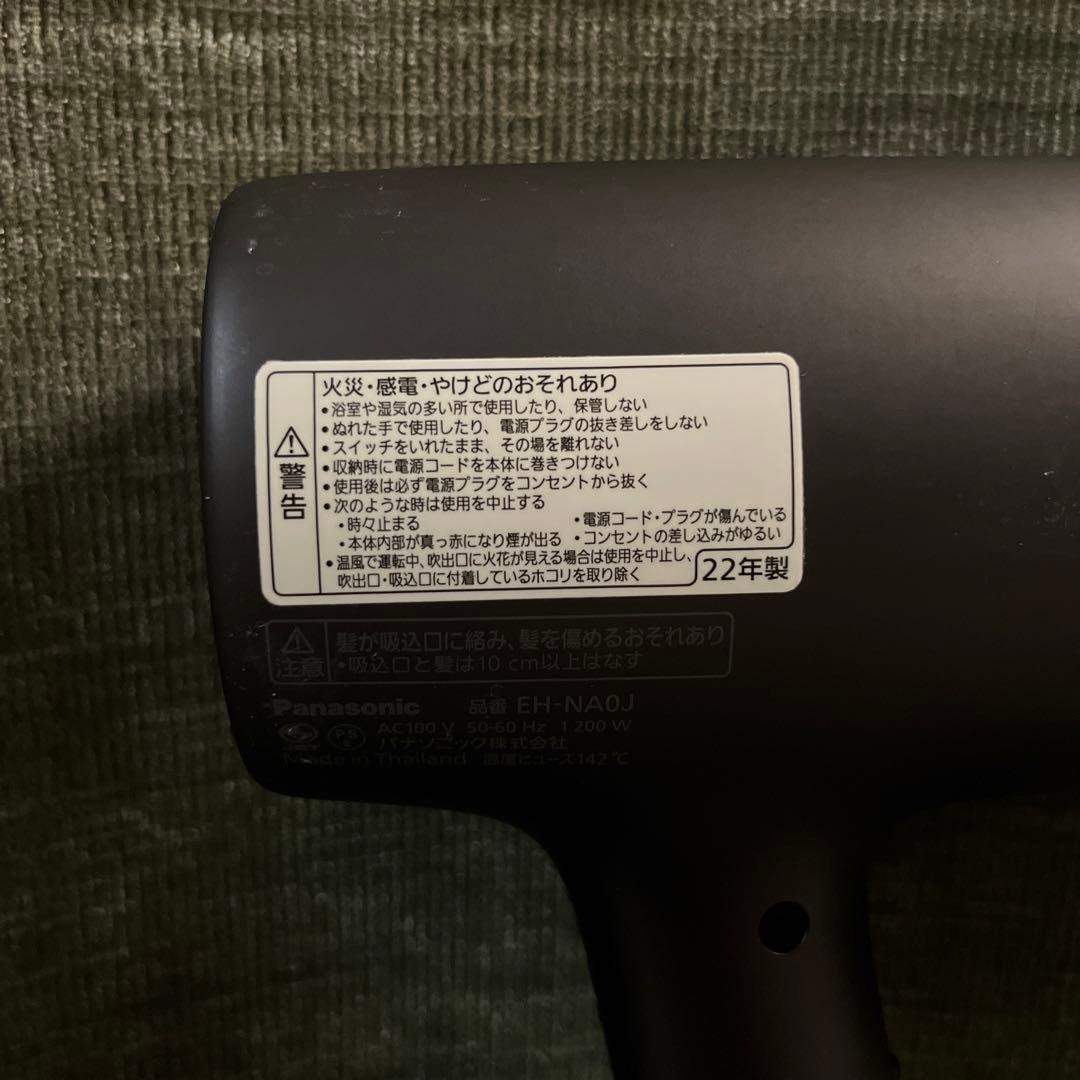 警告
火災・感電・やけどのおそれあり
•浴室や湿気の多い所で使用したり、保管しない
•ぬれた手で使用したり、電源プラグの抜き差しをしない
•スイッチをいれたまま、その場を離れない
•収納時に電源コードを本体に巻きつけない
•使用後は必ず電源プラグをコンセントから抜く
•次のような時は使用を中止する
・時々止まる ・電源コード・プラグが傷んでいる
・本体内部が真っ赤になり煙が出る ・コンセントの差し込みがゆるい
•温風で運転中、吹出口に火花が見える場合は使用を中止し、
吹出口・吸込口に付着しているホコリを取り除く
22年製
注意
髪が吸込口に絡み、髪を傷めるおそれあり
•吸込口と髪は10 cm以上はなす
Panasonic 品番 EH-NA0J
AC100 V 50-60 Hz 1 200 W
JET PS E パナソニック株式会社
Made in Thailand 温度ヒューズ142℃